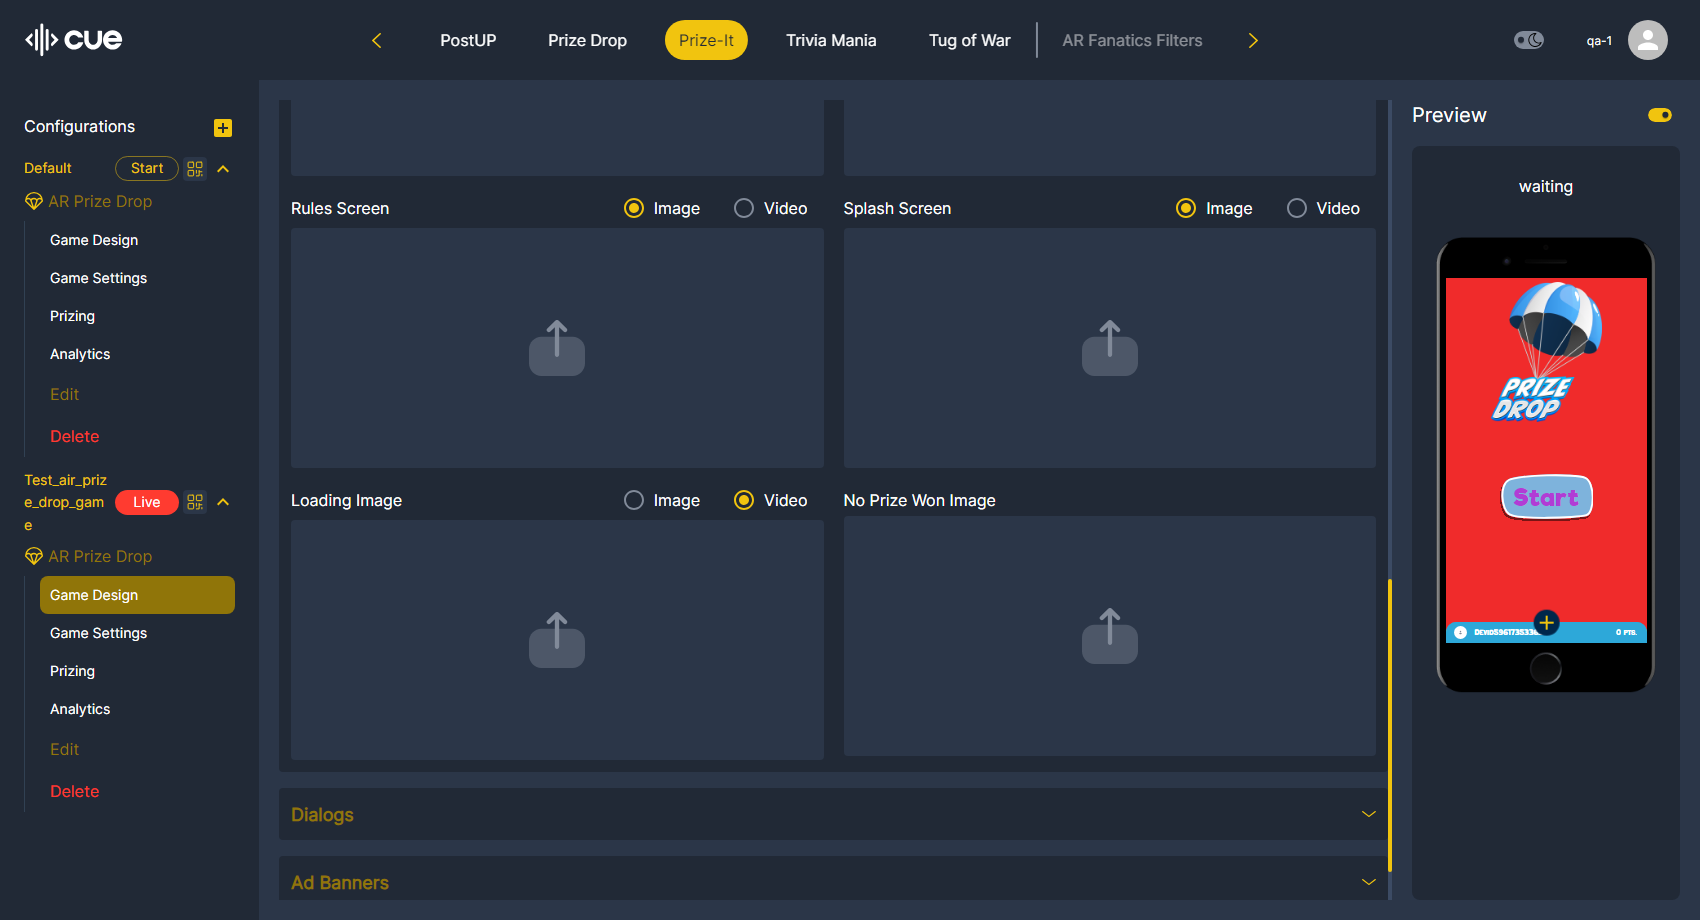 cue
PostUP
Prize Drop
Prize-It
Trivia Mania
Tug of War
AR Fanatics Filters
qa-1
Configurations
Default
Start
AR Prize Drop
Game Design
Game Settings
Prizing
Analytics
Edit
Delete
Test_air_priz
e_drop_gam
e
Live
AR Prize Drop
Game Design
Game Settings
Prizing
Analytics
Edit
Delete
Rules Screen
Image
Video
Splash Screen
Image
Video
Loading Image
Image
Video
No Prize Won Image
Dialogs
Ad Banners
Preview
waiting
PRIZE
DROP
Start
0 PTS.